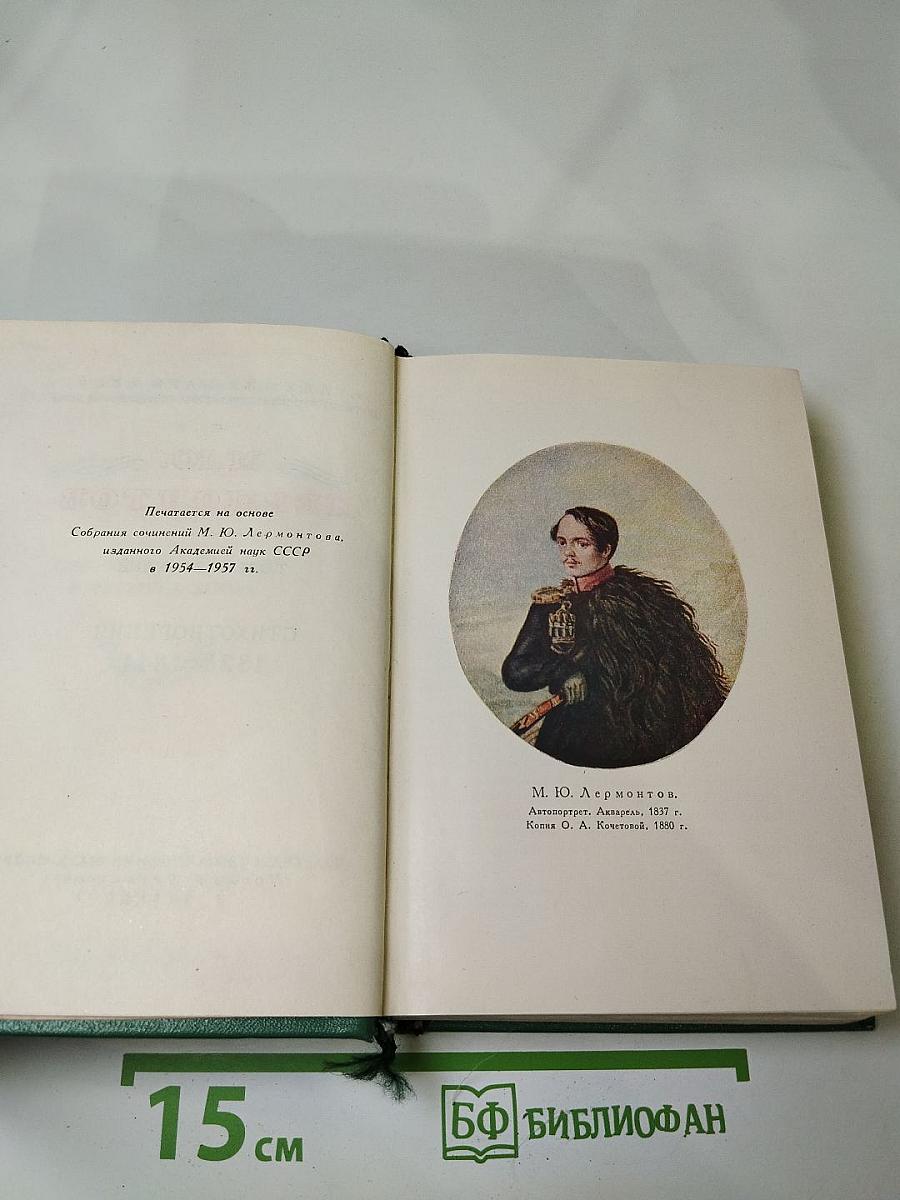 Печатается на основе
Собрания сочинений М. Ю. Лермонтова,
изданного Академией наук СССР
в 1954—1957 гг.
М. Ю. Лермонтов.
Автопортрет. Акварель, 1837 г.
Копия О. А. Кочетовой, 1880 г.
15 см
БФ БИБЛИОФАН